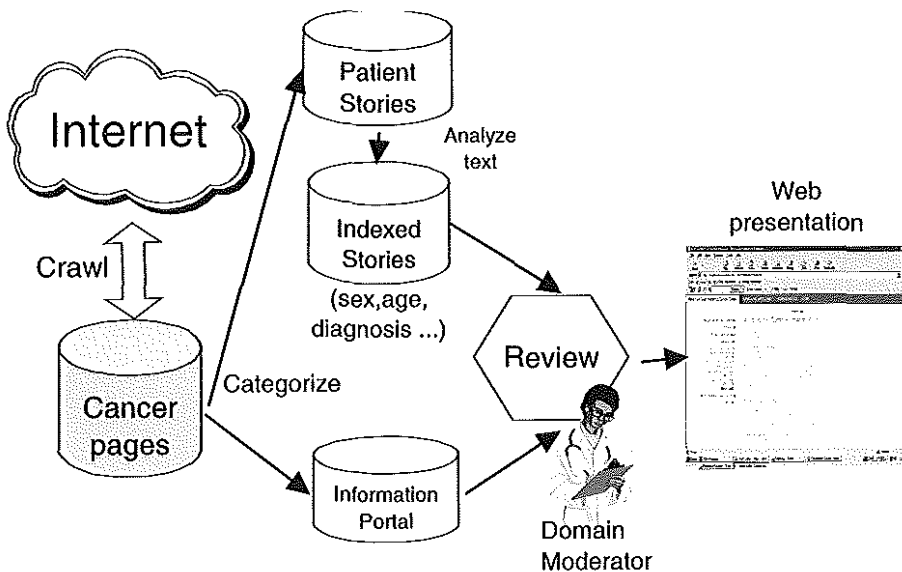 Internet
Crawl
Cancer
pages
Categorize
Patient
Stories
Analyze
text
Indexed
Stories
(sex,age,
diagnosis ...)
Information
Portal
Review
Domain
Moderator
Web
presentation